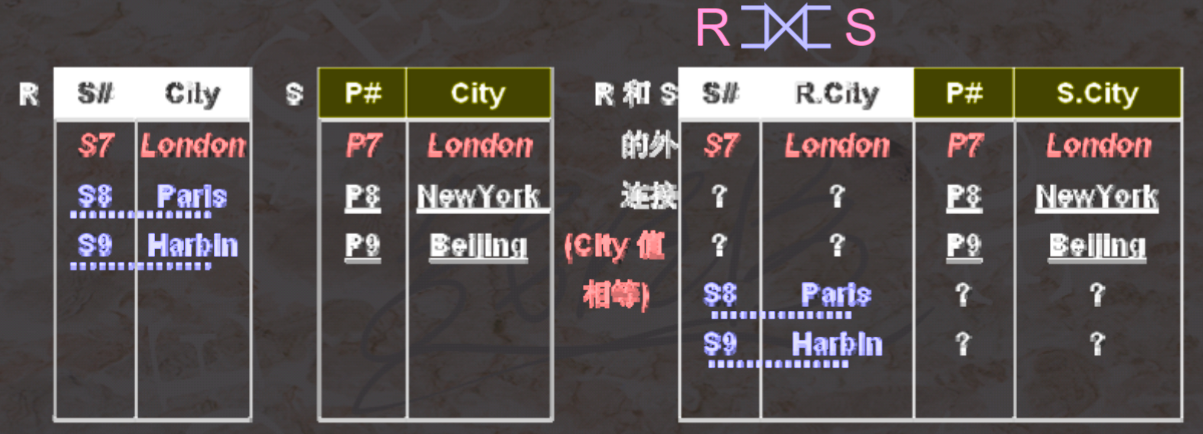 R ⟗ S
R S# City S P# City R 和 S S# R.City P# S.City
S7 London P7 London 的外 S7 London P7 London
S8 Paris P8 NewYork 连接 ? ? P8 NewYork
S9 Harbin P9 Beijing (City 值 ? ? P9 Beijing
相等) S8 Paris ? ?
S9 Harbin ? ?